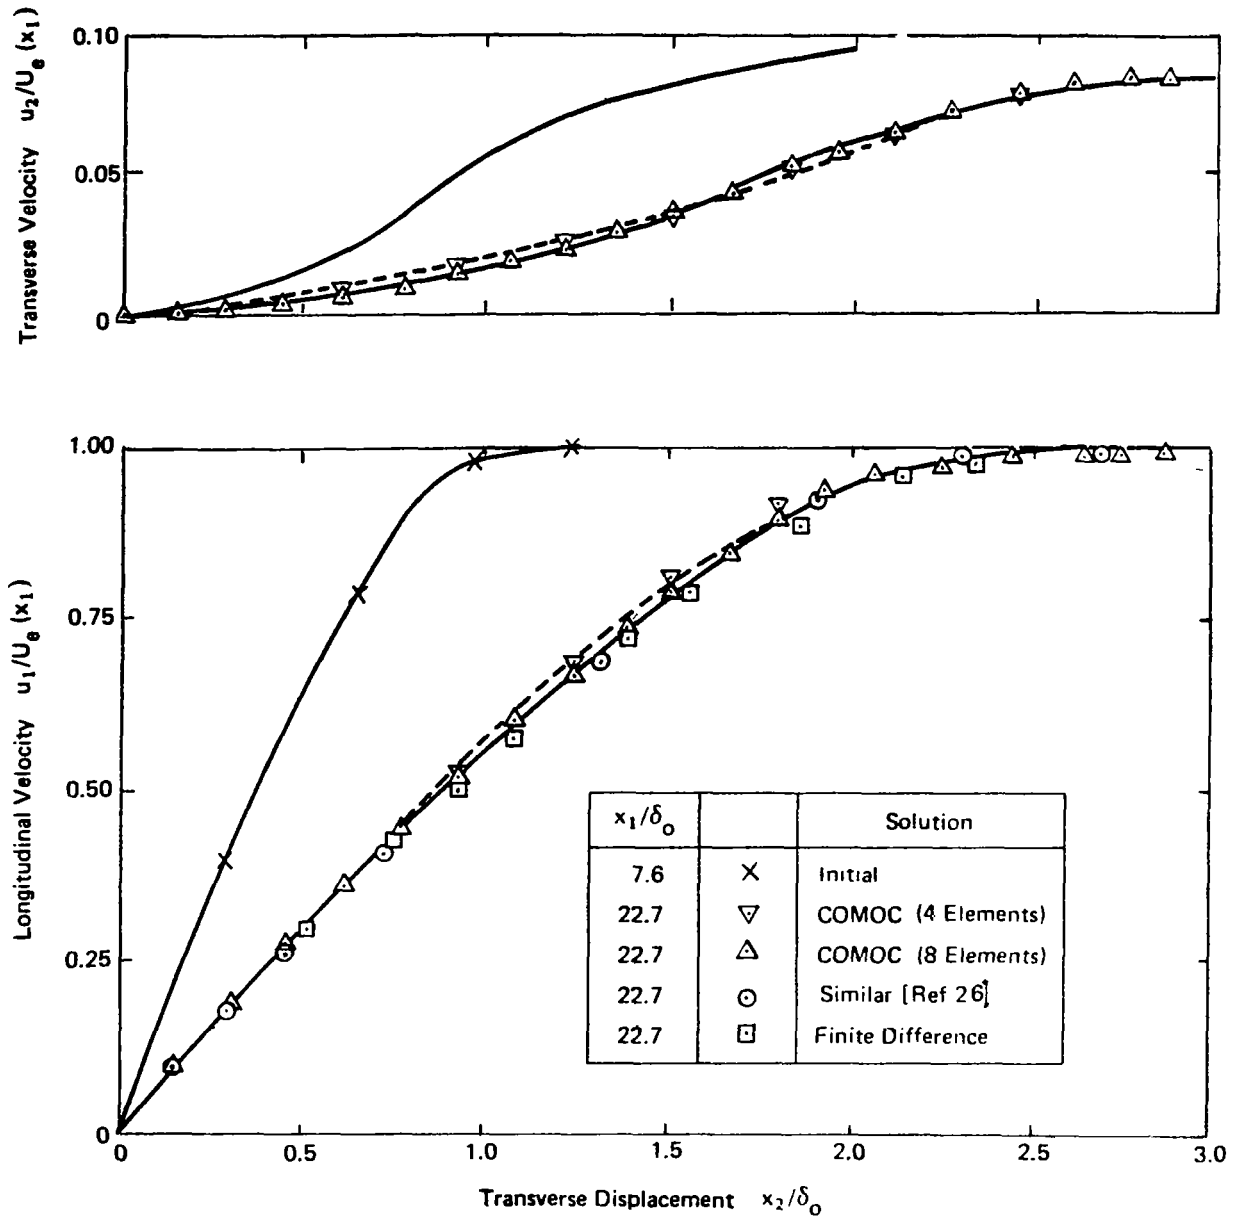 Transverse Velocity u₂/Uₑ (x₁)
0.10
0.05
0
Longitudinal Velocity u₁/Uₑ (x₁)
1.00
0.75
0.50
0.25
0
x₁/δₒ Solution
7.6 Initial
22.7 COMOC (4 Elements)
22.7 COMOC (8 Elements)
22.7 Similar [Ref 26]
22.7 Finite Difference
0 0.5 1.0 1.5 2.0 2.5 3.0
Transverse Displacement x₂/δₒ